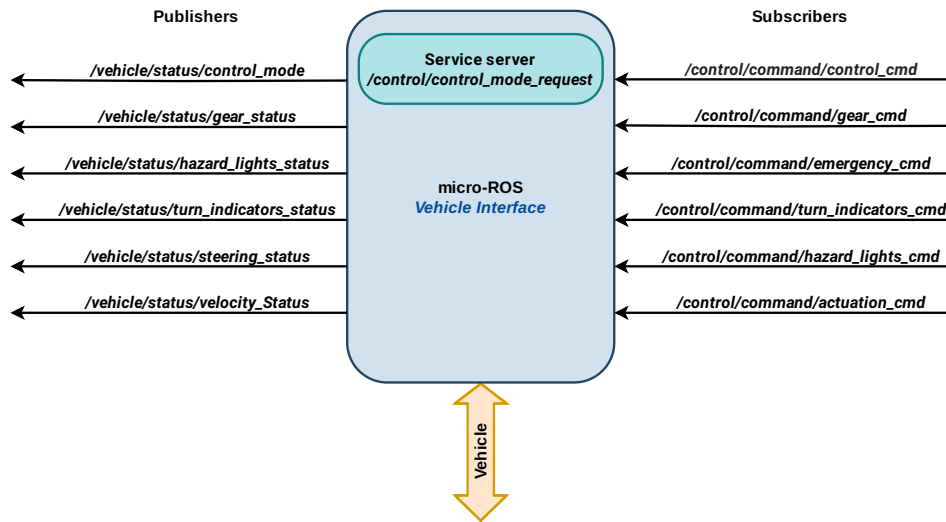 Publishers
Subscribers
Service server
/control/control_mode_request
/vehicle/status/control_mode
/vehicle/status/gear_status
/vehicle/status/hazard_lights_status
/vehicle/status/turn_indicators_status
/vehicle/status/steering_status
/vehicle/status/velocity_Status
micro-ROS
Vehicle Interface
/control/command/control_cmd
/control/command/gear_cmd
/control/command/emergency_cmd
/control/command/turn_indicators_cmd
/control/command/hazard_lights_cmd
/control/command/actuation_cmd
Vehicle